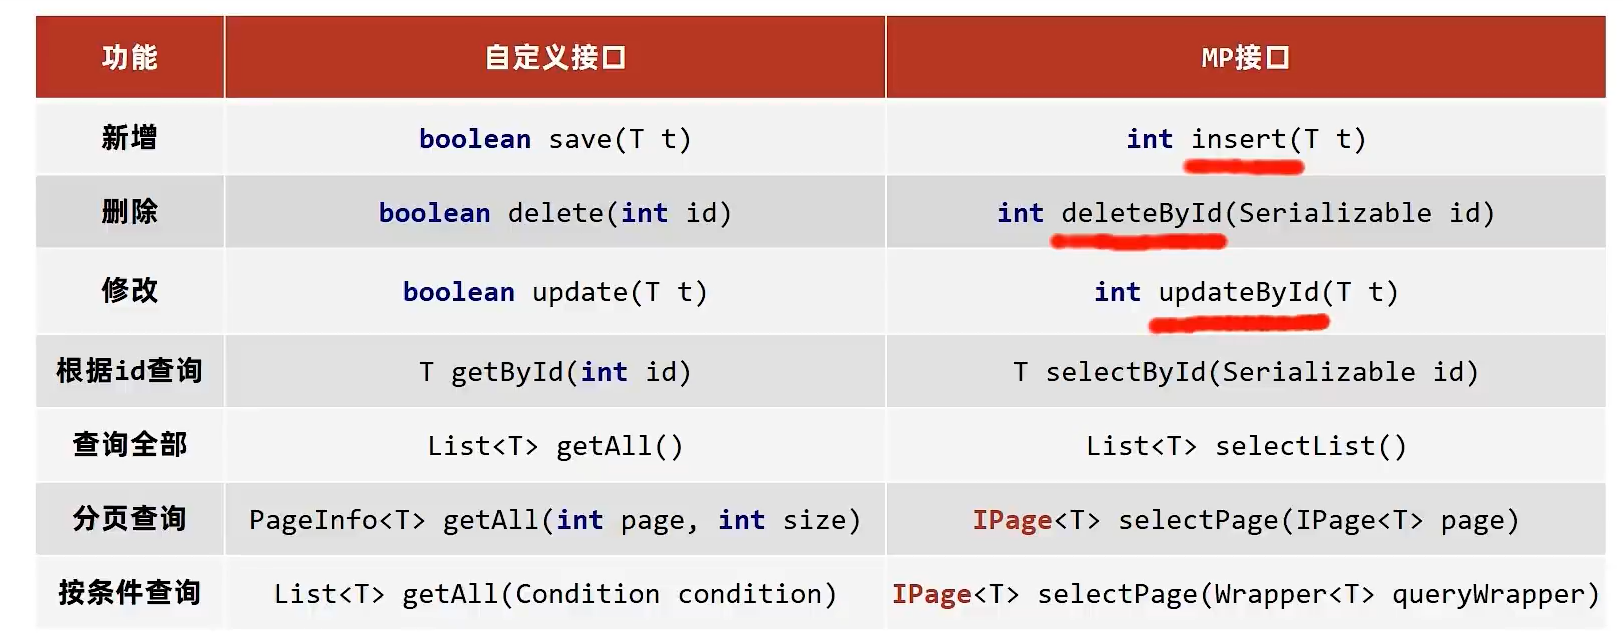 功能 自定义接口 MP接口
新增 boolean save(T t) int insert(T t)
删除 boolean delete(int id) int deleteById(Serializable id)
修改 boolean update(T t) int updateById(T t)
根据id查询 T getById(int id) T selectById(Serializable id)
查询全部 List<T> getAll() List<T> selectList()
分页查询 PageInfo<T> getAll(int page, int size) IPage<T> selectPage(IPage<T> page)
按条件查询 List<T> getAll(Condition condition) IPage<T> selectPage(Wrapper<T> queryWrapper)